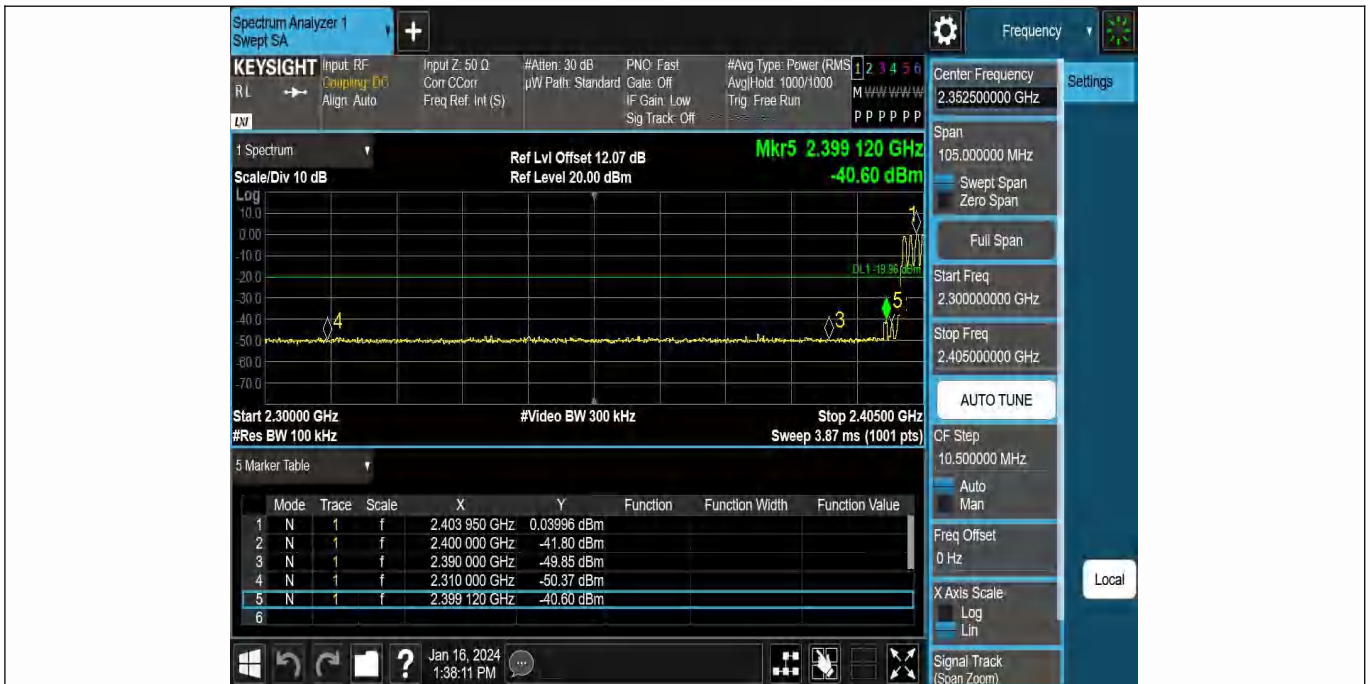 Spectrum Analyzer 1
Swept SA
+
Frequency
KEYSIGHT
RL
LXI
Input: RF
Coupling: DC
Align: Auto
Input Z: 50 Ω
Corr CCorr
Freq Ref: Int (S)
#Atten: 30 dB
µW Path: Standard
PNO: Fast
Gate: Off
IF Gain: Low
Sig Track: Off
#Avg Type: Power (RMS
Avg|Hold: 1000/1000
Trig: Free Run
1 2 3 4 5 6
M W W W W W
P P P P P P
1 Spectrum
Scale/Div 10 dB
Ref Lvl Offset 12.07 dB
Ref Level 20.00 dBm
Mkr5 2.399 120 GHz
-40.60 dBm
Log
10.0
0.00
-10.0
-20.0
-30.0
-40.0
-50.0
-60.0
-70.0
1
DL1 -19.96 dBm
5
4
3
Start 2.30000 GHz
#Res BW 100 kHz
#Video BW 300 kHz
Stop 2.40500 GHz
Sweep 3.87 ms (1001 pts)
5 Marker Table
Mode Trace Scale X Y Function Function Width Function Value
1 N 1 f 2.403 950 GHz 0.03996 dBm
2 N 1 f 2.400 000 GHz -41.80 dBm
3 N 1 f 2.390 000 GHz -49.85 dBm
4 N 1 f 2.310 000 GHz -50.37 dBm
5 N 1 f 2.399 120 GHz -40.60 dBm
6
?
Jan 16, 2024
1:38:11 PM
Center Frequency
2.352500000 GHz
Settings
Span
105.000000 MHz
Swept Span
Zero Span
Full Span
Start Freq
2.300000000 GHz
Stop Freq
2.405000000 GHz
AUTO TUNE
CF Step
10.500000 MHz
Auto
Man
Freq Offset
0 Hz
X Axis Scale
Log
Lin
Local
Signal Track
(Span Zoom)